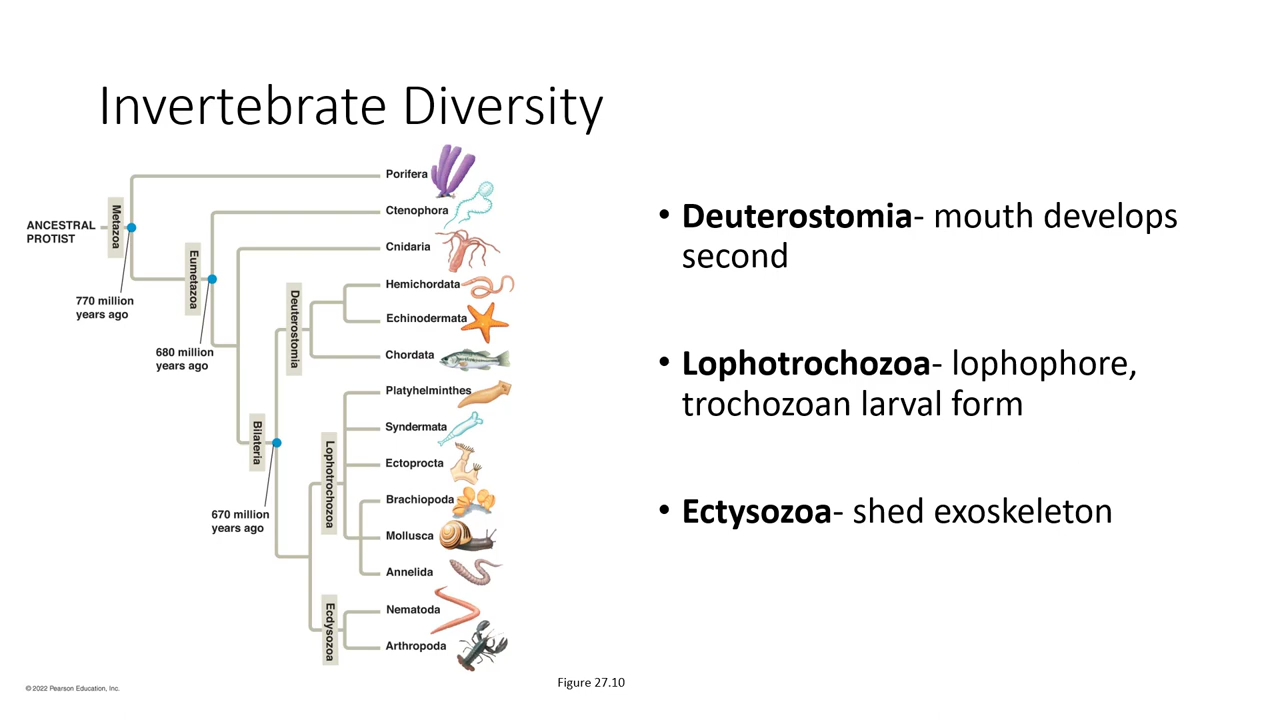 Invertebrate Diversity
Porifera
Ctenophora
Cnidaria
Hemichordata
Echinodermata
Chordata
Platyhelminthes
Syndermata
Ectoprocta
Brachiopoda
Mollusca
Annelida
Nematoda
Arthropoda
ANCESTRAL
PROTIST
Metazoa
770 million
years ago
Eumetazoa
680 million
years ago
Deuterostomia
Bilateria
670 million
years ago
Lophotrochozoa
Ecdysozoa
© 2022 Pearson Education, Inc.
Figure 27.10
• Deuterostomia- mouth develops
second
• Lophotrochozoa- lophophore,
trochozoan larval form
• Ectysozoa- shed exoskeleton